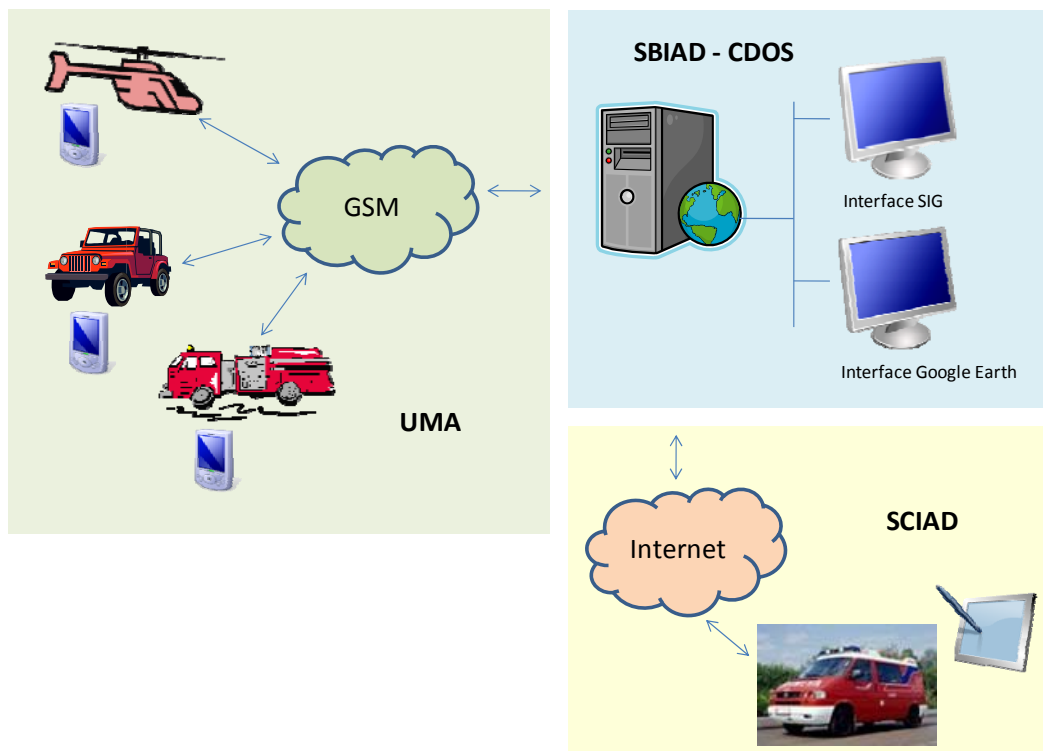 GSM
UMA
SBIAD - CDOS
Interface SIG
Interface Google Earth
SCIAD
Internet